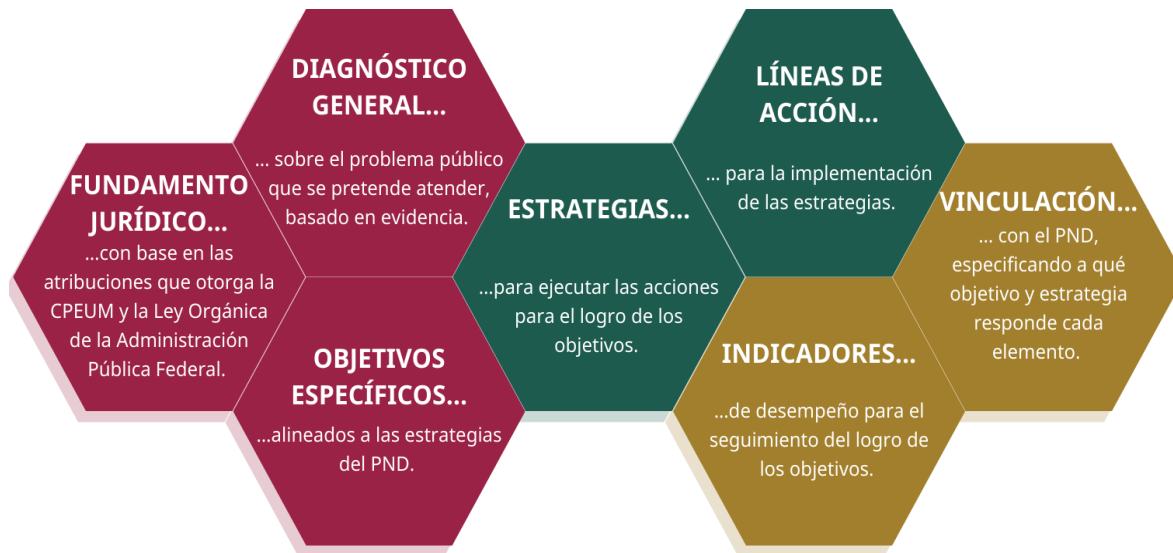 FUNDAMENTO
JURÍDICO...
...con base en las
atribuciones que otorga la
CPEUM y la Ley Orgánica
de la Administración
Pública Federal.
DIAGNÓSTICO
GENERAL...
... sobre el problema público
que se pretende atender,
basado en evidencia.
OBJETIVOS
ESPECÍFICOS...
...alineados a las estrategias
del PND.
ESTRATEGIAS...
...para ejecutar las acciones
para el logro de los
objetivos.
LÍNEAS DE
ACCIÓN...
... para la implementación
de las estrategias.
INDICADORES...
...de desempeño para el
seguimiento del logro de
los objetivos.
VINCULACIÓN...
... con el PND,
especificando a qué
objetivo y estrategia
responde cada
elemento.